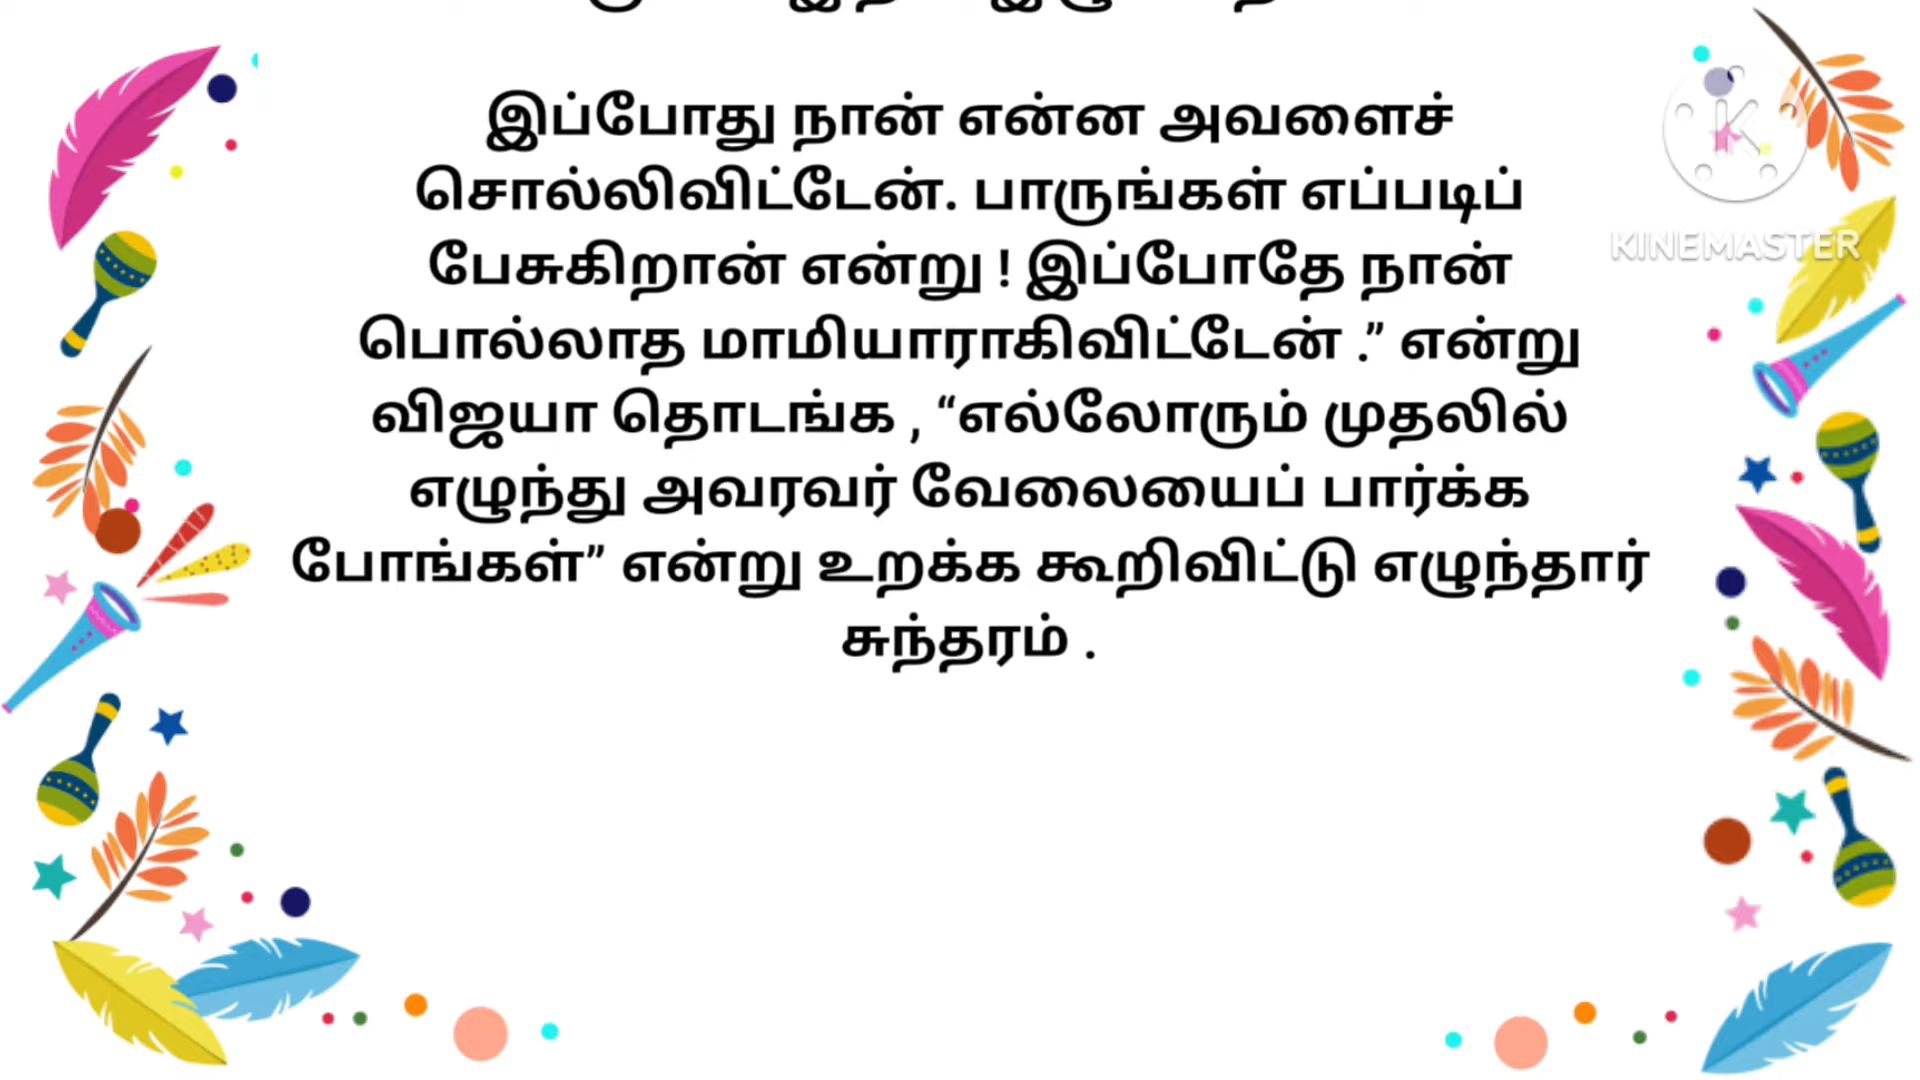 இப்போது நான் என்ன அவளைச்
சொல்லிவிட்டேன். பாருங்கள் எப்படிப்
பேசுகிறான் என்று ! இப்போதே நான்
பொல்லாத மாமியாராகிவிட்டேன் .” என்று
விஜயா தொடங்க , “எல்லோரும் முதலில்
எழுந்து அவரவர் வேலையைப் பார்க்க
போங்கள்” என்று உறக்க கூறிவிட்டு எழுந்தார்
சுந்தரம் .
K
KINEMASTER